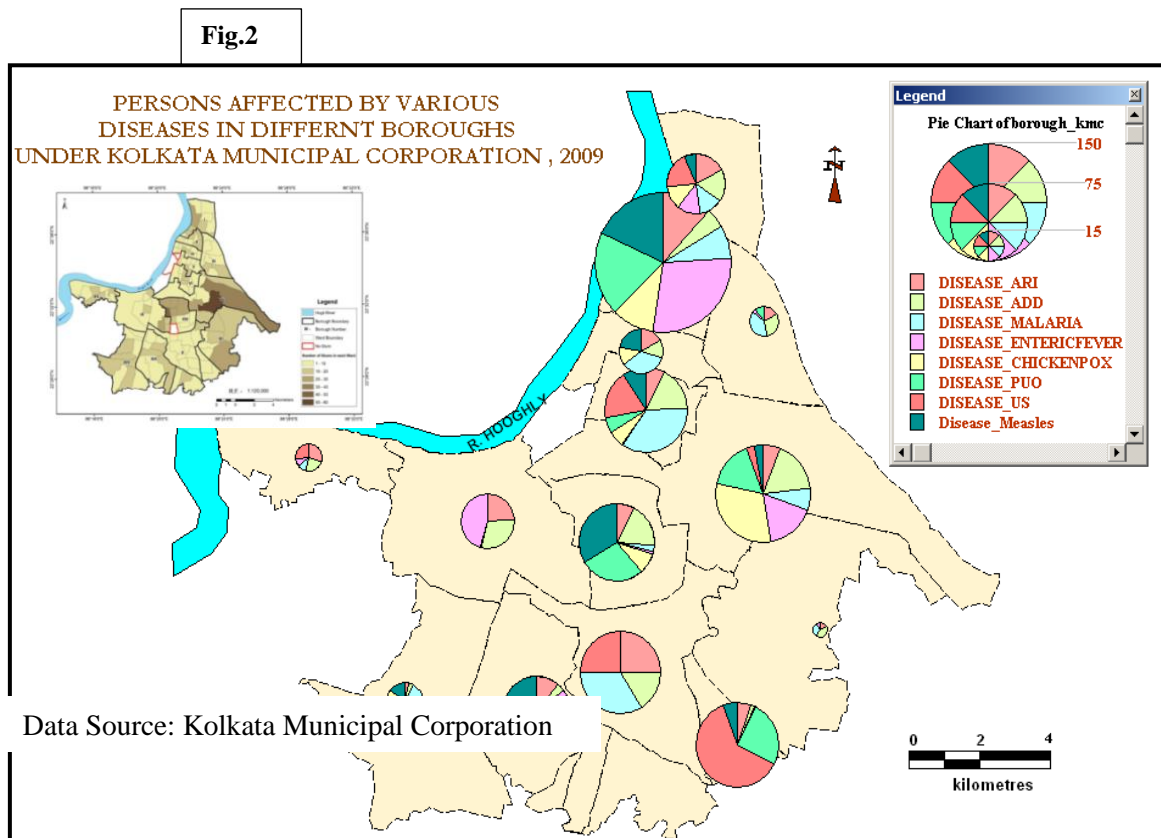 Fig.2
PERSONS AFFECTED BY VARIOUS
DISEASES IN DIFFERNT BOROUGHS
UNDER KOLKATA MUNICIPAL CORPORATION , 2009
Legend
Pie Chart of borough_kmc
150
75
15
DISEASE_ARI
DISEASE_ADD
DISEASE_MALARIA
DISEASE_ENTERICFEVER
DISEASE_CHICKENPOX
DISEASE_PUO
DISEASE_US
Disease_Measles
N
Legend
R. HOOGHLY
Data Source: Kolkata Municipal Corporation
0 2 4
kilometres